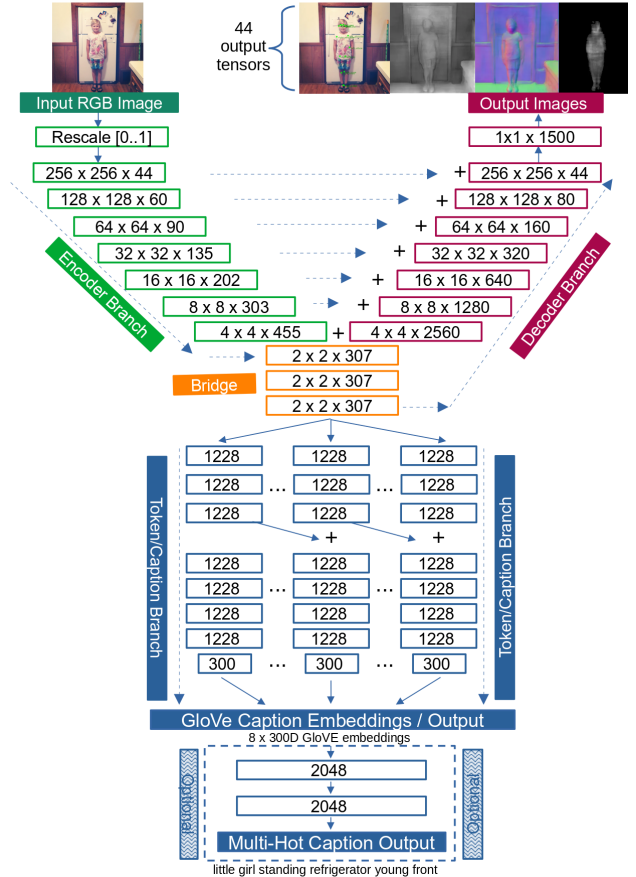 44
output
tensors
Input RGB Image
Output Images
Rescale [0..1]
1x1 x 1500
256 x 256 x 44
+
256 x 256 x 44
128 x 128 x 60
+
128 x 128 x 80
64 x 64 x 90
+
64 x 64 x 160
32 x 32 x 135
+
32 x 32 x 320
16 x 16 x 202
+
16 x 16 x 640
8 x 8 x 303
+
8 x 8 x 1280
4 x 4 x 455
+
4 x 4 x 2560
Encoder Branch
Decoder Branch
2 x 2 x 307
Bridge
2 x 2 x 307
2 x 2 x 307
Token/Caption Branch
Token/Caption Branch
1228 1228 1228
1228 ... 1228 ... 1228
1228 1228 1228
+ +
1228 1228 1228
1228 ... 1228 ... 1228
1228 1228 1228
1228 1228 1228
300 ... 300 ... 300
GloVe Caption Embeddings / Output
8 x 300D GloVE embeddings
Optional
Optional
2048
2048
Multi-Hot Caption Output
little girl standing refrigerator young front